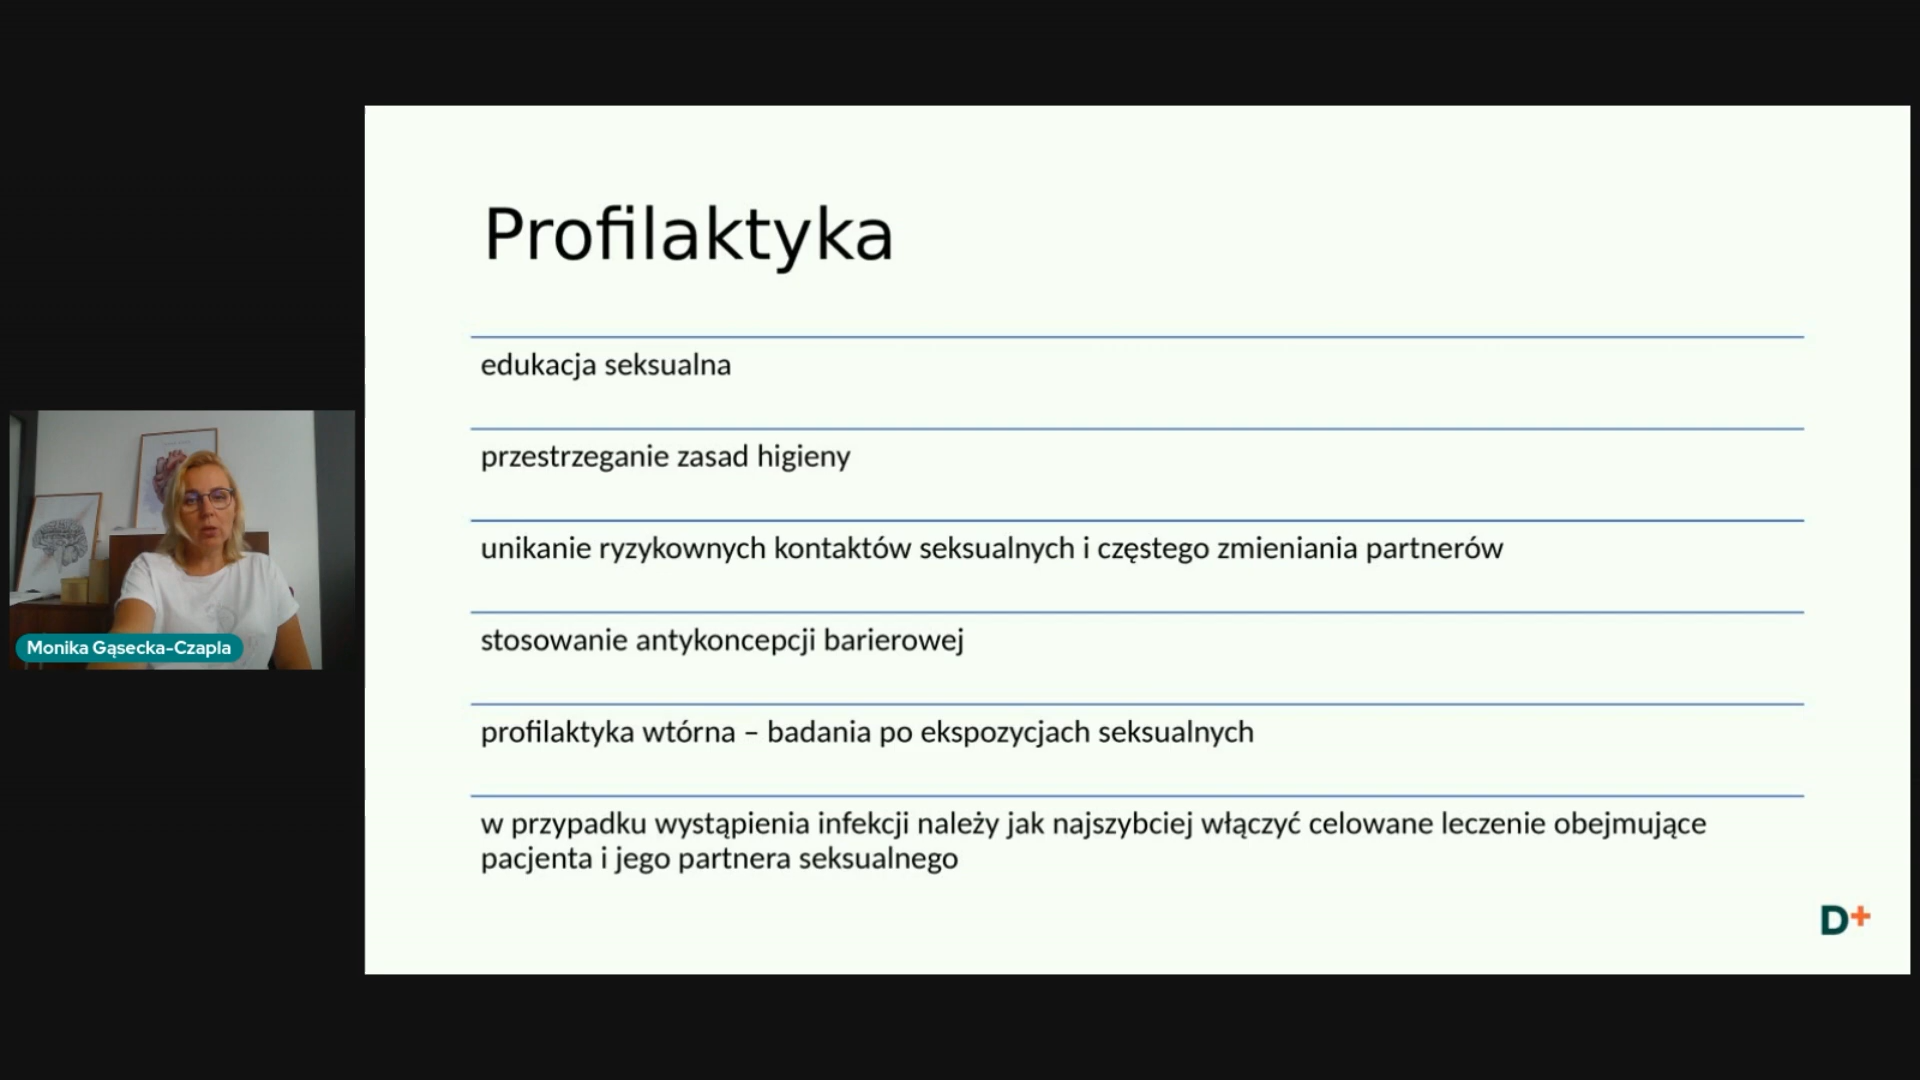 Profilaktyka
edukacja seksualna
przestrzeganie zasad higieny
unikanie ryzykownych kontaktów seksualnych i częstego zmieniania partnerów
stosowanie antykoncepcji barierowej
profilaktyka wtórna – badania po ekspozycjach seksualnych
w przypadku wystąpienia infekcji należy jak najszybciej włączyć celowane leczenie obejmujące
pacjenta i jego partnera seksualnego
Monika Gąsecka-Czapla
D+